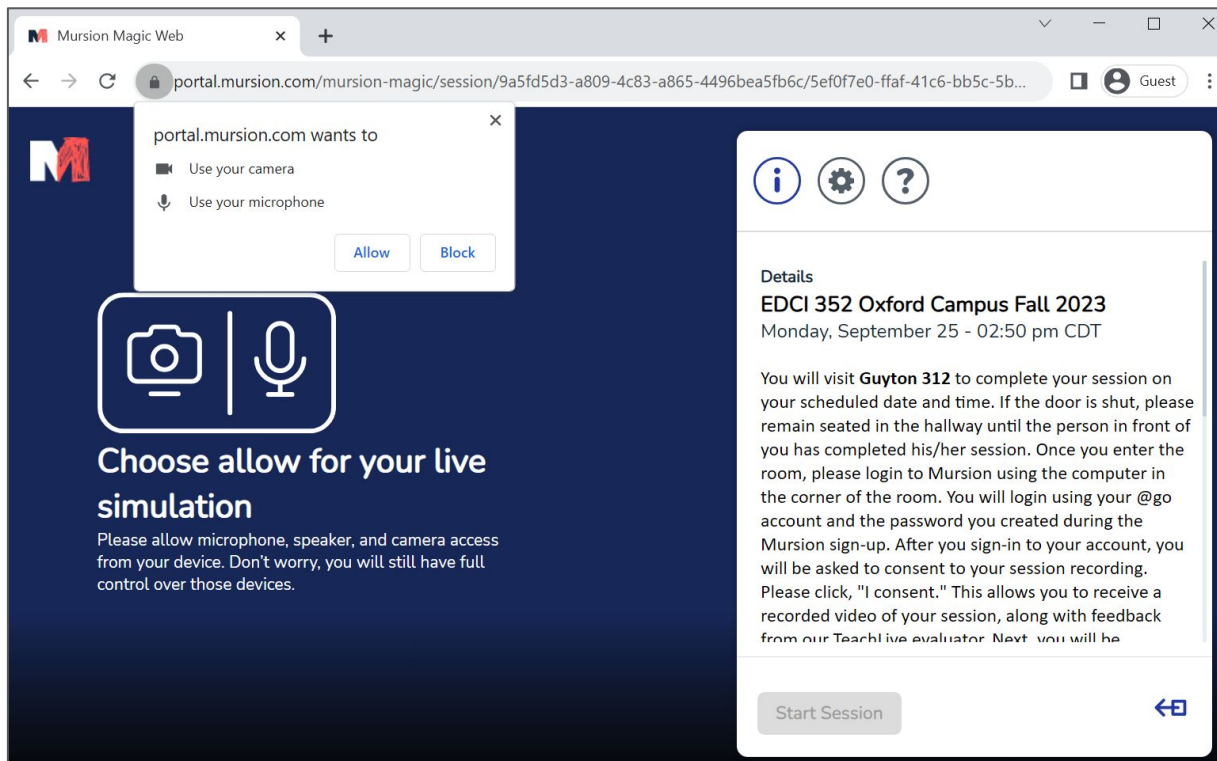 Mursion Magic Web
portal.mursion.com/mursion-magic/session/9a5fd5d3-a809-4c83-a865-4496bea5fb6c/5ef0f7e0-ffaf-41c6-bb5c-5b...
Guest
portal.mursion.com wants to
Use your camera
Use your microphone
Allow
Block
M
Choose allow for your live
simulation
Please allow microphone, speaker, and camera access
from your device. Don't worry, you will still have full
control over those devices.
Details
EDCI 352 Oxford Campus Fall 2023
Monday, September 25 - 02:50 pm CDT
You will visit Guyton 312 to complete your session on
your scheduled date and time. If the door is shut, please
remain seated in the hallway until the person in front of
you has completed his/her session. Once you enter the
room, please login to Mursion using the computer in
the corner of the room. You will login using your @go
account and the password you created during the
Mursion sign-up. After you sign-in to your account, you
will be asked to consent to your session recording.
Please click, "I consent." This allows you to receive a
recorded video of your session, along with feedback
from our TeachLive evaluator. Next, you will be
Start Session